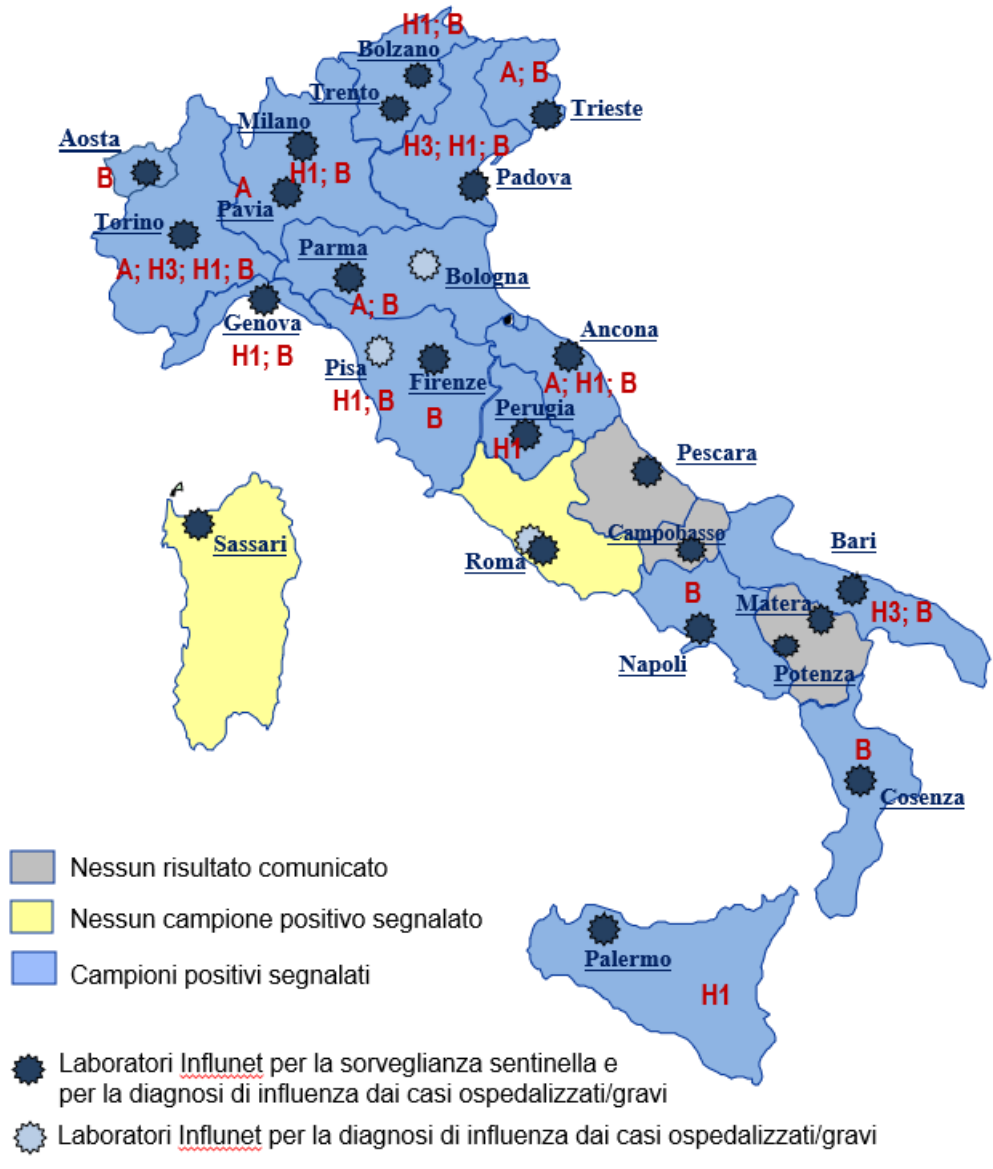 H1; B
Bolzano
A; B
Trento
Trieste
Milano
Aosta
H3; H1; B
B
H1; B
Padova
A
Pavia
Torino
Parma
A; H3; H1; B
Bologna
A; B
Genova
Ancona
H1; B
Pisa
Firenze
A; H1; B
H1; B
B
Perugia
H1
Pescara
Sassari
Campobasso
Roma
Bari
B
Matera
H3; B
Napoli
Potenza
B
Cosenza
Nessun risultato comunicato
Nessun campione positivo segnalato
Campioni positivi segnalati
Palermo
H1
Laboratori Influnet per la sorveglianza sentinella e
per la diagnosi di influenza dai casi ospedalizzati/gravi
Laboratori Influnet per la diagnosi di influenza dai casi ospedalizzati/gravi